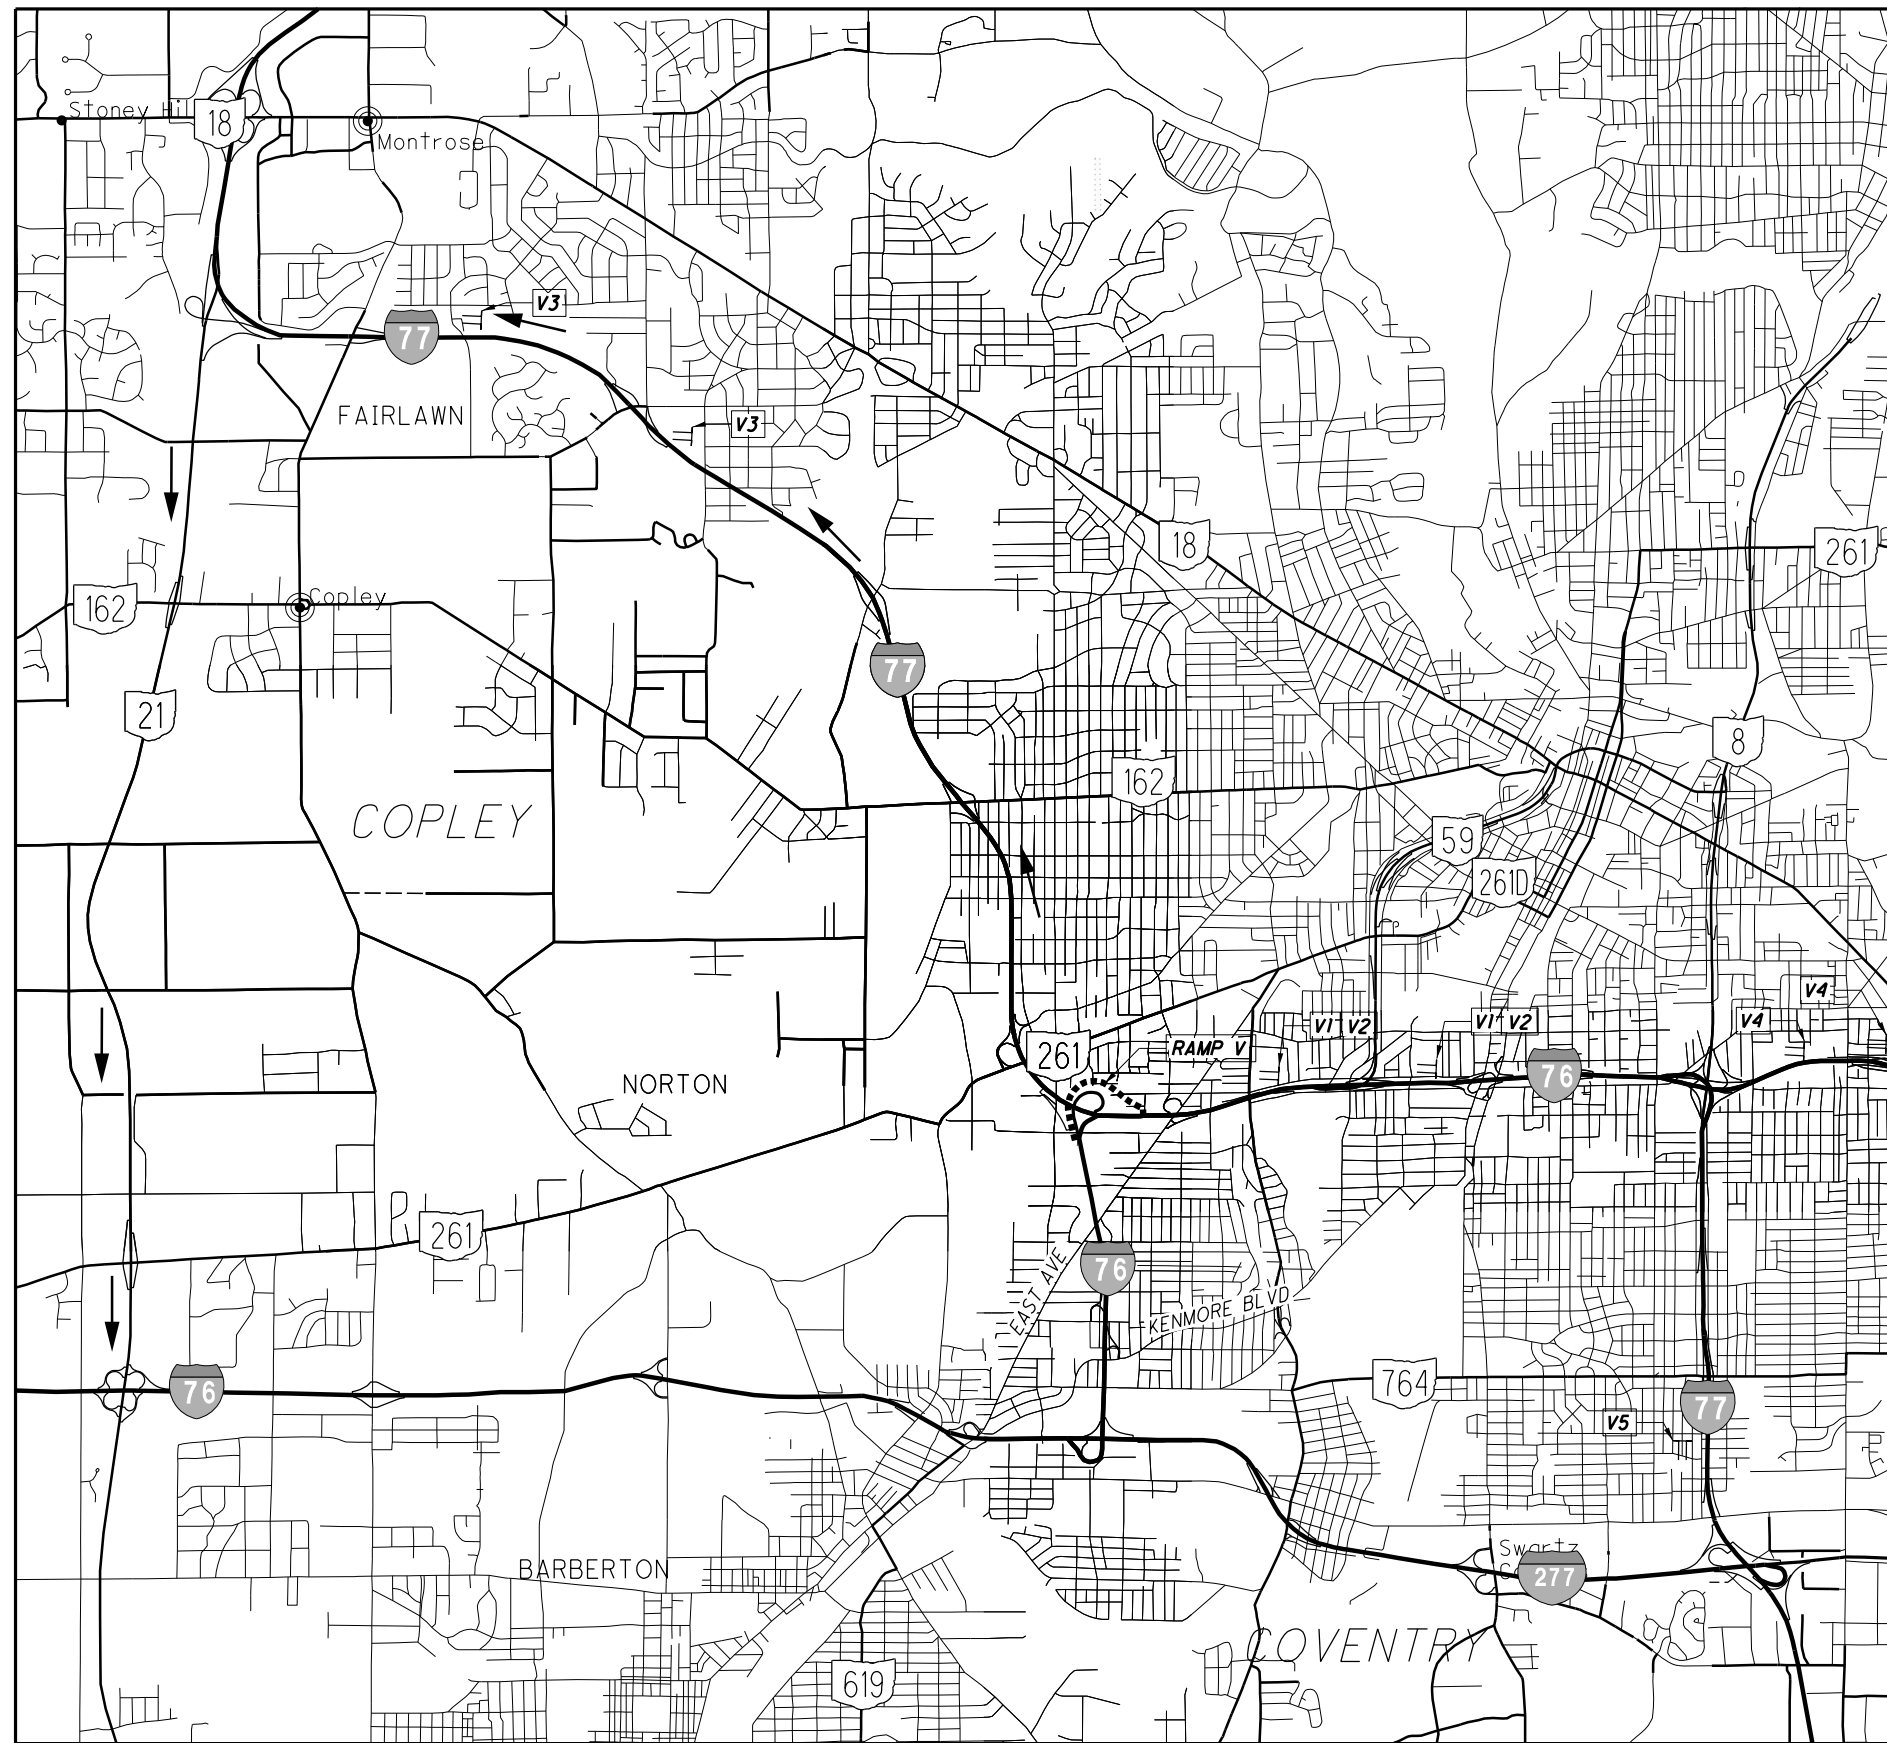 Stoney Hil
18
Montrose
V3
77
FAIRLAWN
V3
18
261
162
Copley
77
21
8
162
COPLEY
59
261D
V4
V1 V2
V1 V2
V4
261
RAMP V
76
NORTON
261
EAST AVE
76
KENMORE BLVD
76
764
77
V5
Swartz
277
BARBERTON
COVENTRY
619